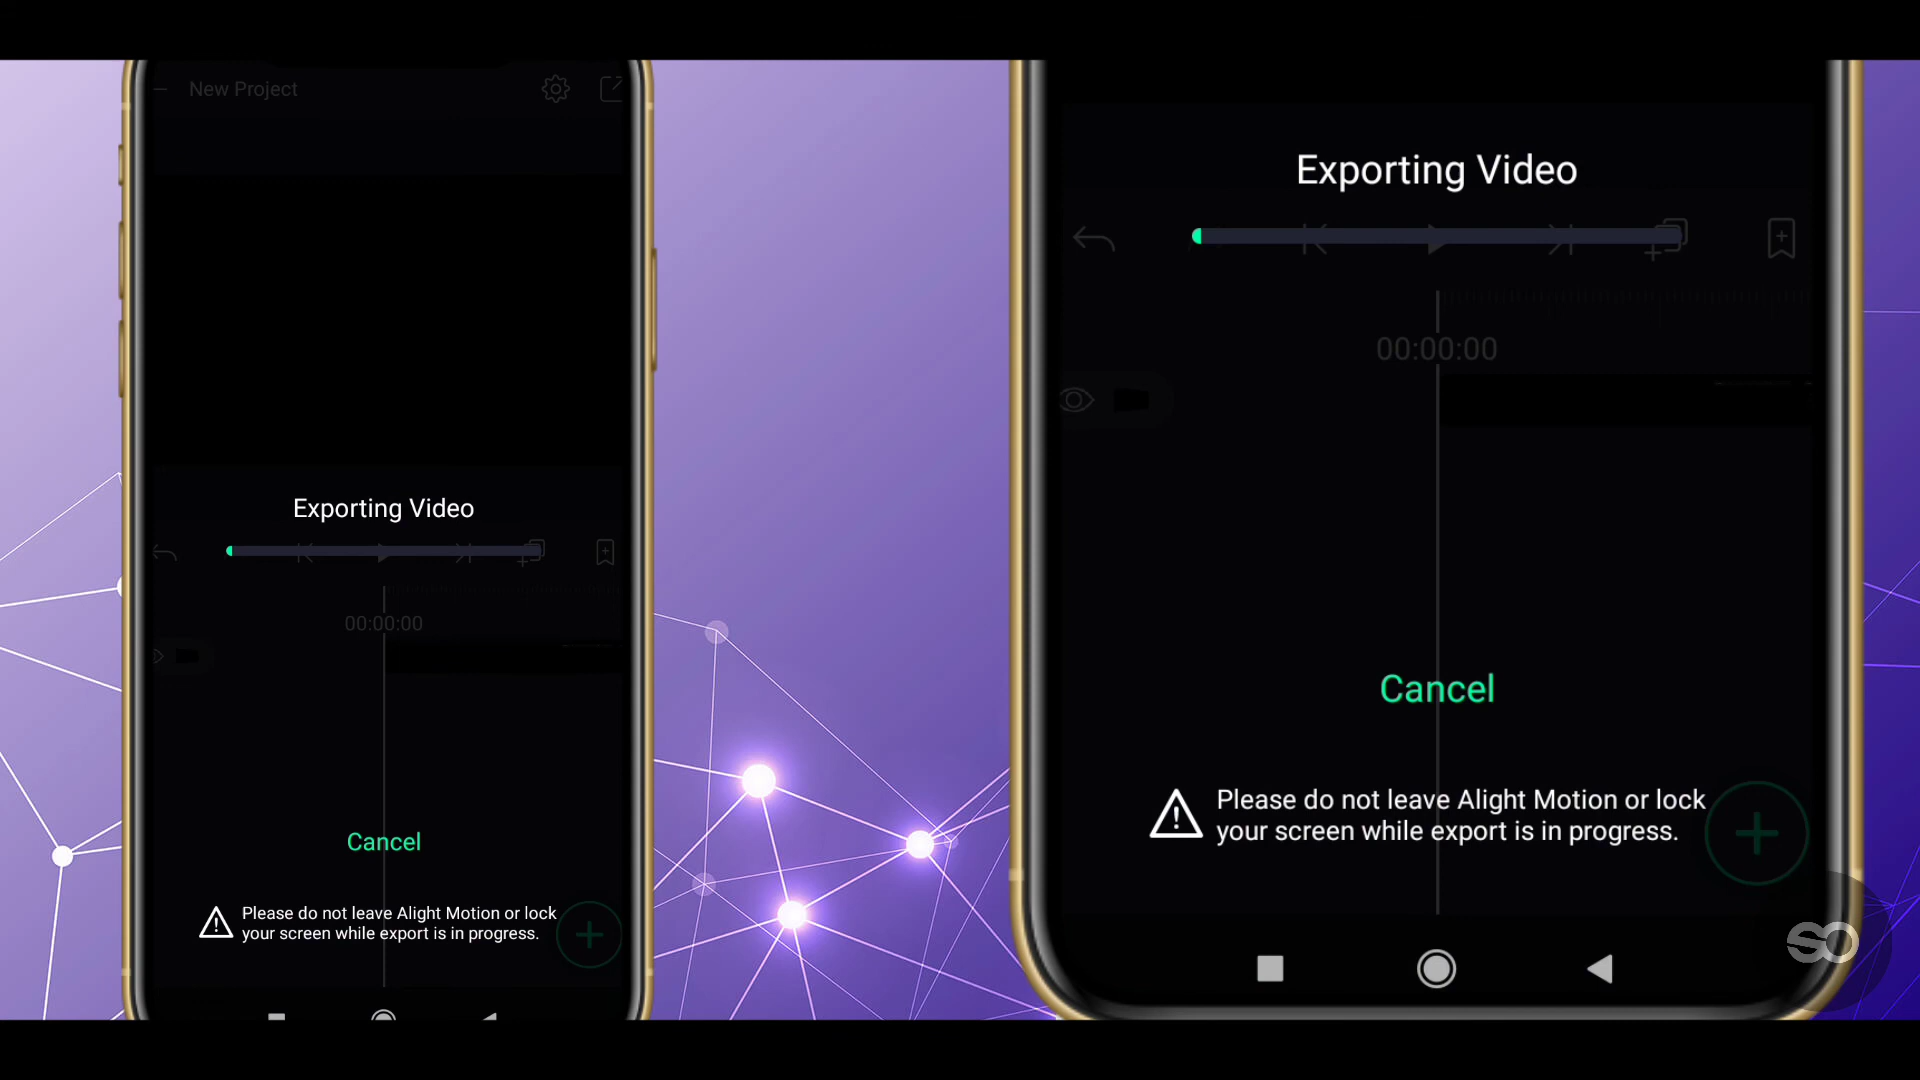 New Project
Exporting Video
00:00:00
Cancel
Please do not leave Alight Motion or lock
your screen while export is in progress.
Exporting Video
00:00:00
Cancel
Please do not leave Alight Motion or lock
your screen while export is in progress.
SO